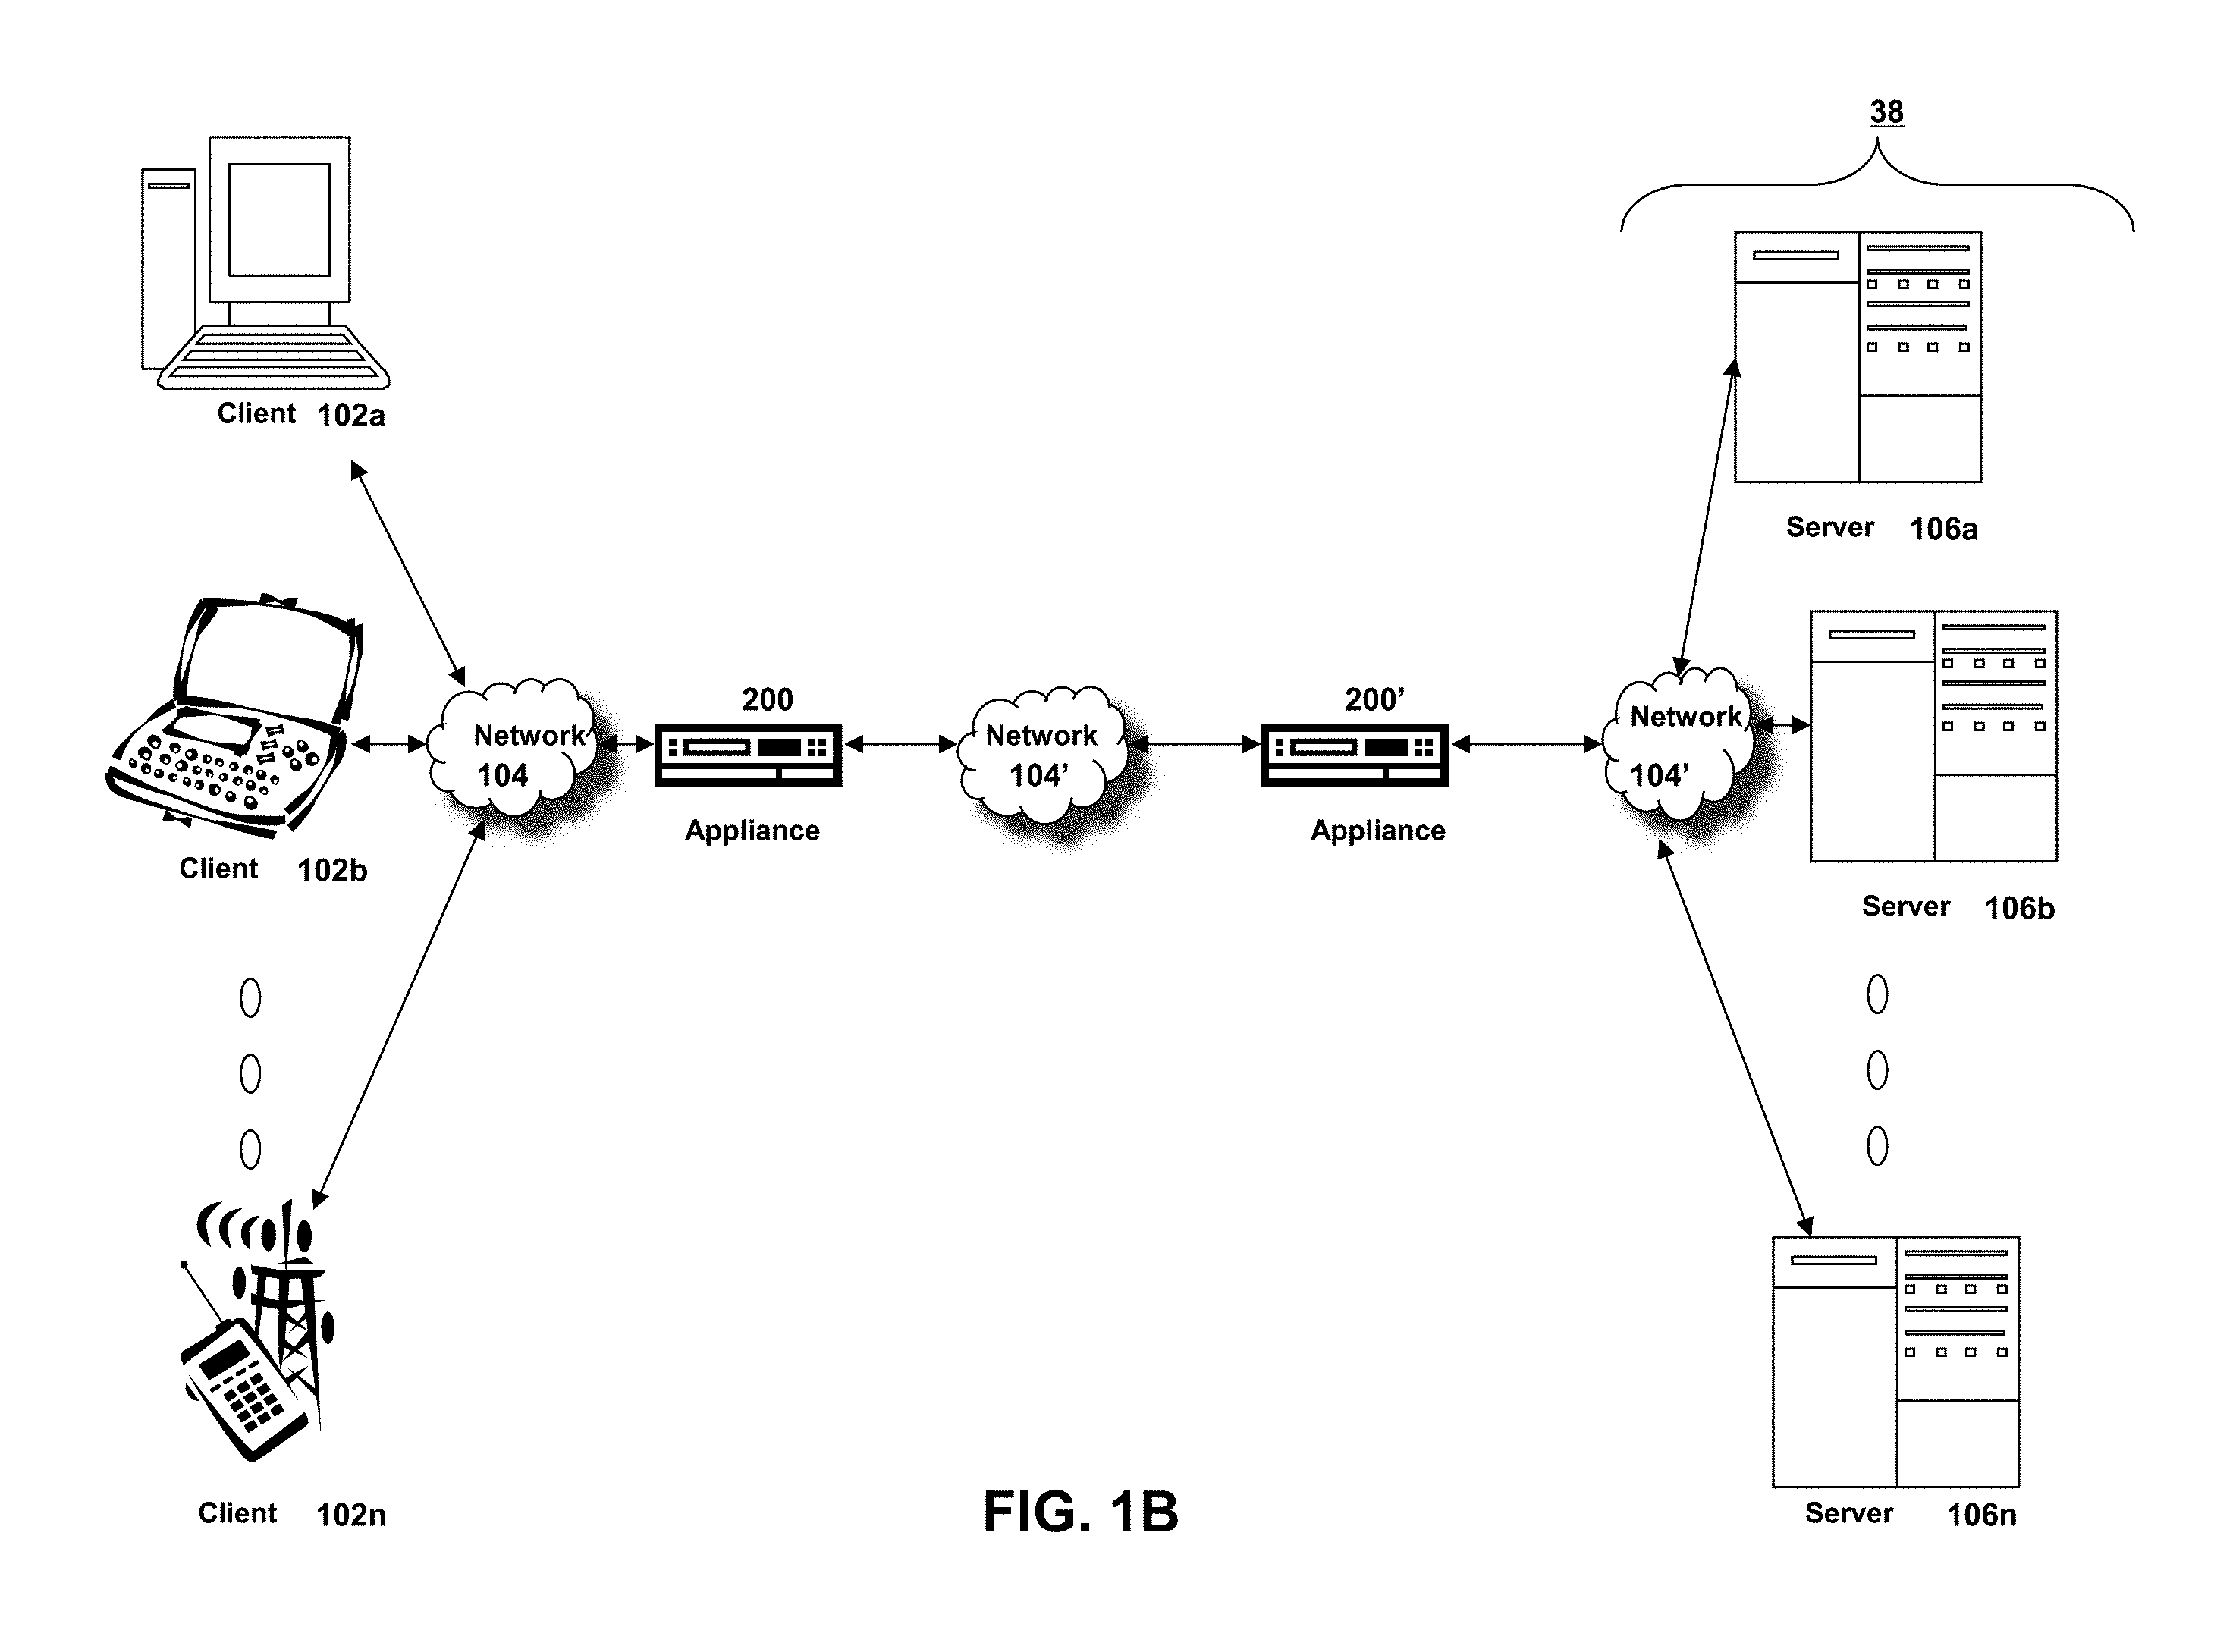 38
Client 102a
Server 106a
200
200’
Network
104
Network
104’
Network
104’
Appliance
Appliance
Client 102b
Server 106b
Client 102n
Server 106n
FIG. 1B